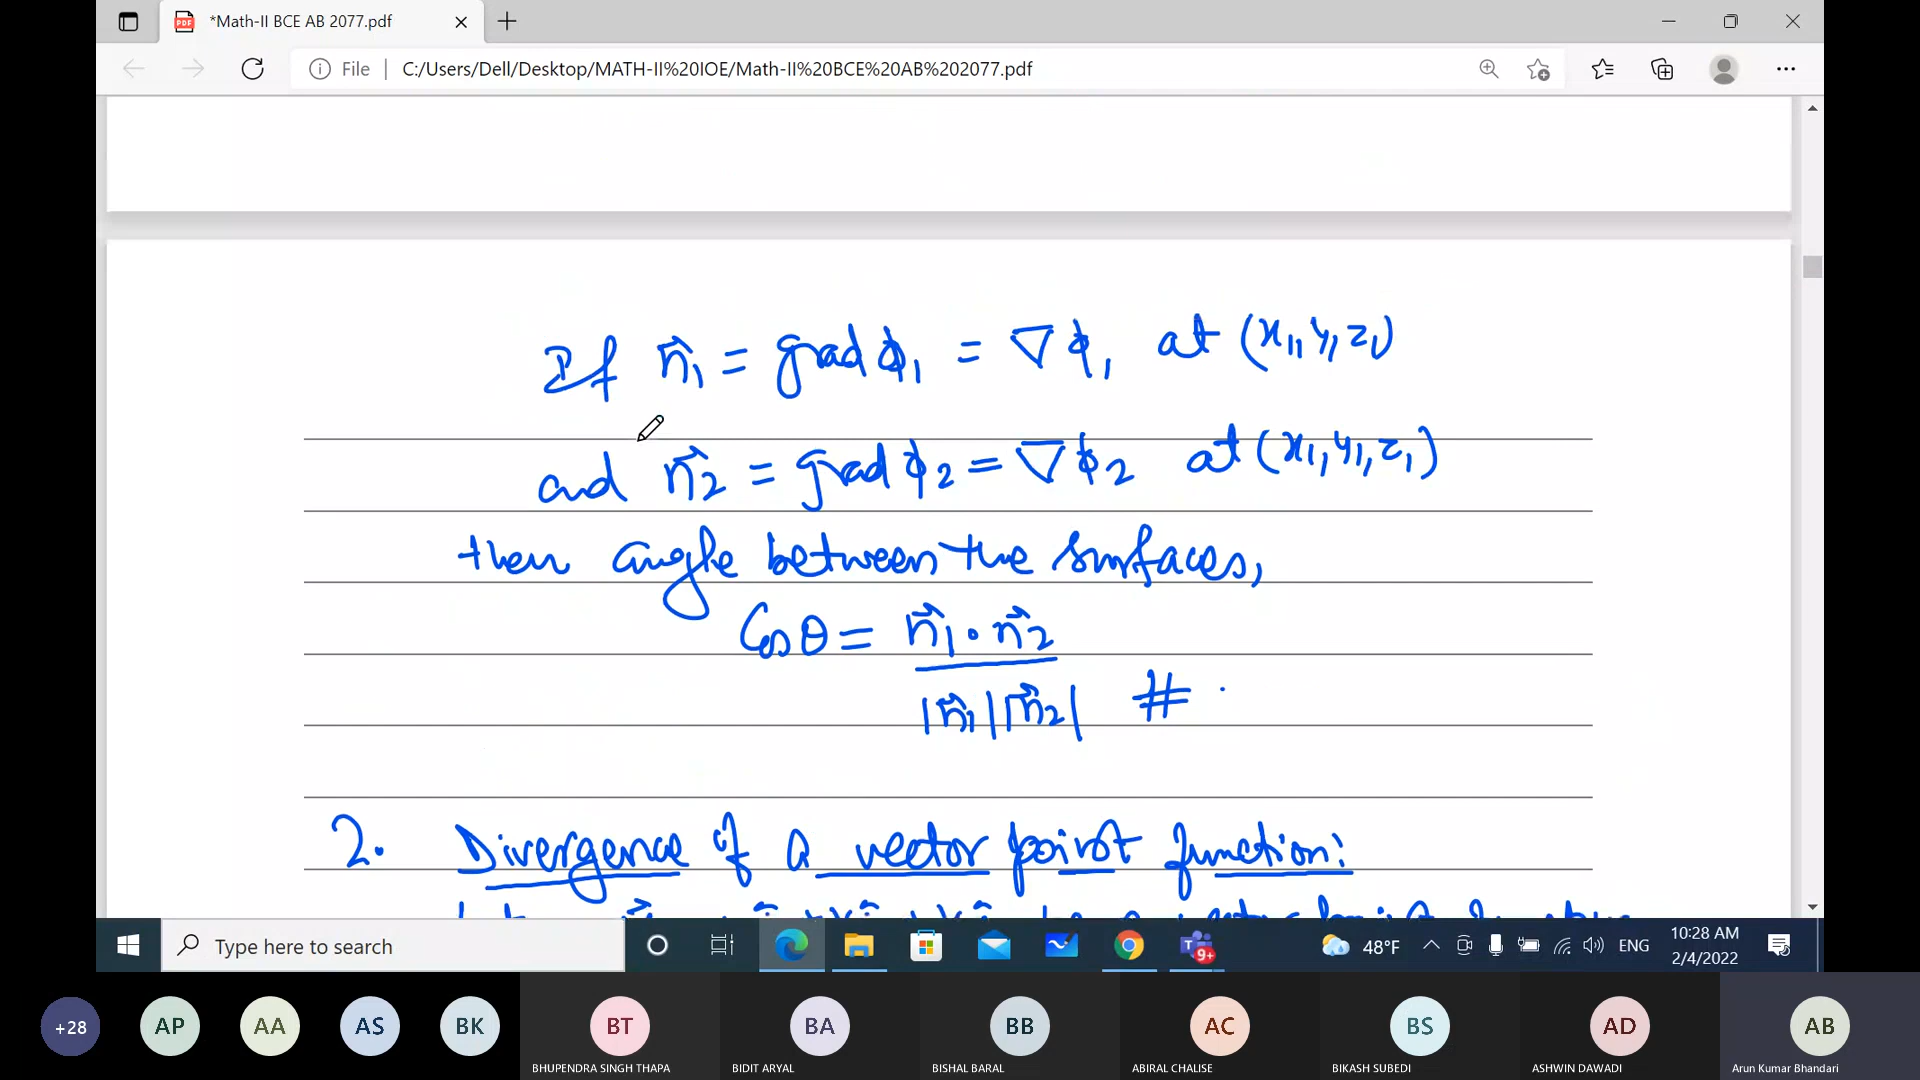 *Math-II BCE AB 2077.pdf
File
C:/Users/Dell/Desktop/MATH-II%20IOE/Math-II%20BCE%20AB%202077.pdf
If n⃗₁ = grad ϕ₁ = ∇ϕ₁ at (x₁, y₁, z₁)
and n⃗₂ = grad ϕ₂ = ∇ϕ₂ at (x₁, y₁, z₁)
then angle between the surfaces,
Cosθ = n⃗₁ · n⃗₂
|n⃗₁||n⃗₂| #
2. Divergence of a vector point function:
Type here to search
9+
48°F
ENG
10:28 AM
2/4/2022
+28
AP
AA
AS
BK
BT
BA
BB
AC
BS
AD
AB
BHUPENDRA SINGH THAPA
BIDIT ARYAL
BISHAL BARAL
ABIRAL CHALISE
BIKASH SUBEDI
ASHWIN DAWADI
Arun Kumar Bhandari